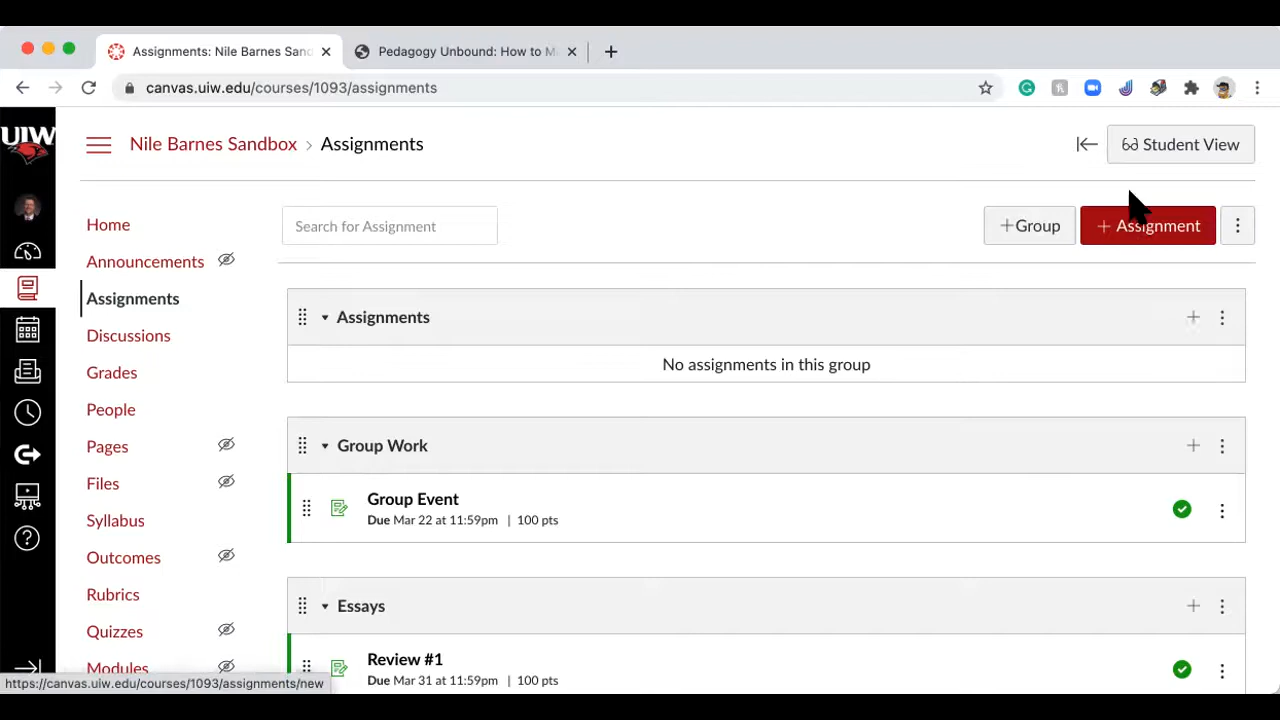 Assignments: Nile Barnes Sand
Pedagogy Unbound: How to M
canvas.uiw.edu/courses/1093/assignments
UIW
Nile Barnes Sandbox › Assignments
Student View
Home
Announcements
Assignments
Discussions
Grades
People
Pages
Files
Syllabus
Outcomes
Rubrics
Quizzes
Modules
Search for Assignment
+Group
+ Assignment
Assignments
No assignments in this group
Group Work
Group Event
Due Mar 22 at 11:59pm | 100 pts
Essays
Review #1
Due Mar 31 at 11:59pm | 100 pts
https://canvas.uiw.edu/courses/1093/assignments/new